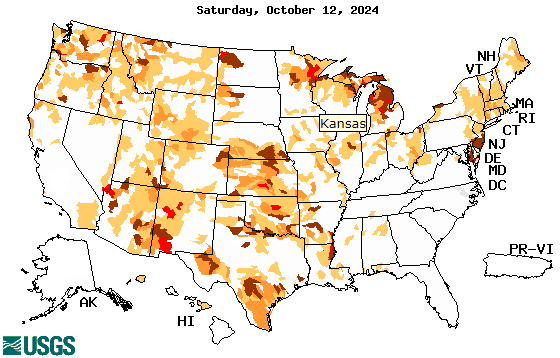 Saturday, October 12, 2024
NH
VT
MA
RI
Kansas
CT
NJ
DE
MD
DC
PR-VI
AK
HI
USGS